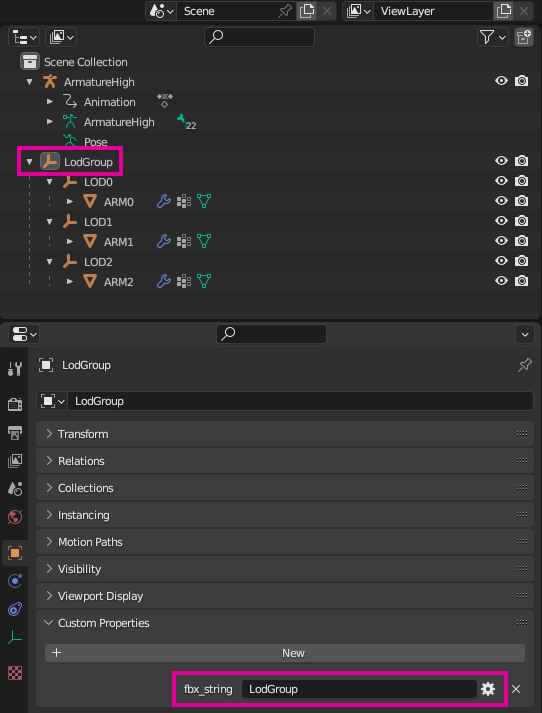 Scene
ViewLayer
Scene Collection
ArmatureHigh
Animation
ArmatureHigh
22
Pose
LodGroup
LOD0
ARM0
LOD1
ARM1
LOD2
ARM2
LodGroup
LodGroup
Transform
Relations
Collections
Instancing
Motion Paths
Visibility
Viewport Display
Custom Properties
New
fbx_string LodGroup